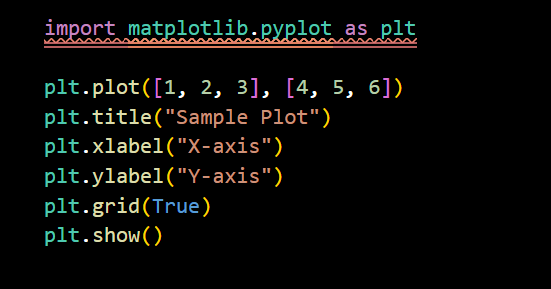 import matplotlib.pyplot as plt
plt.plot([1, 2, 3], [4, 5, 6])
plt.title("Sample Plot")
plt.xlabel("X-axis")
plt.ylabel("Y-axis")
plt.grid(True)
plt.show()